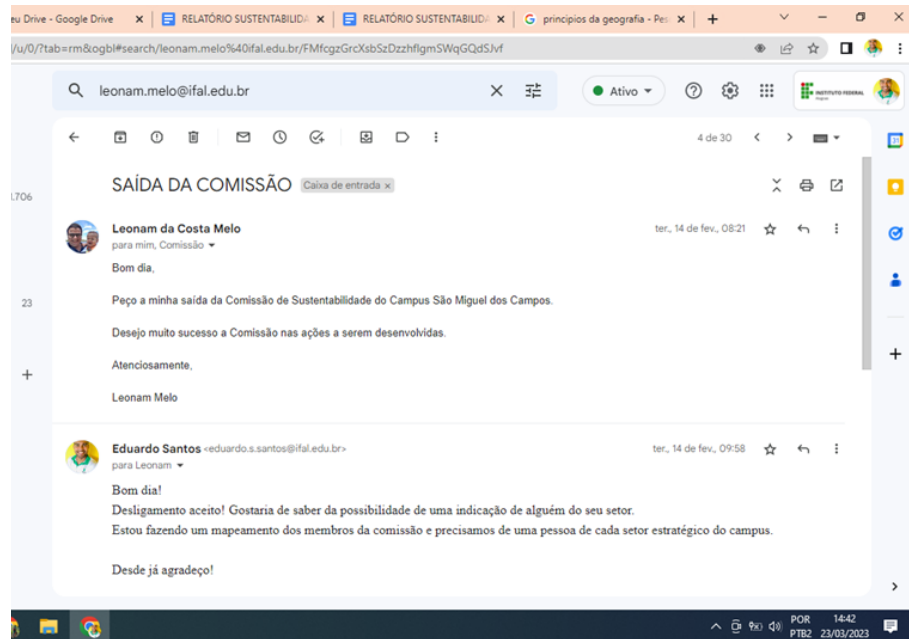 eu Drive - Google Drive
RELATÓRIO SUSTENTABILIDA
RELATÓRIO SUSTENTABILIDA
principios da geografia - Pes
/u/0/?tab=rm&ogbl#search/leonam.melo%40ifal.edu.br/FMfcgzGrcXsbSzDzzhflgmSWqGQdSJvf
leonam.melo@ifal.edu.br
Ativo
INSTITUTO FEDERAL
Alagoas
4 de 30
1.706
SAÍDA DA COMISSÃO
Caixa de entrada x
Leonam da Costa Melo
ter., 14 de fev., 08:21
para mim, Comissão
Bom dia,
23
Peço a minha saída da Comissão de Sustentabilidade do Campus São Miguel dos Campos.
Desejo muito sucesso a Comissão nas ações a serem desenvolvidas.
Atenciosamente,
Leonam Melo
Eduardo Santos <eduardo.s.santos@ifal.edu.br>
ter., 14 de fev., 09:58
para Leonam
Bom dia!
Desligamento aceito! Gostaria de saber da possibilidade de uma indicação de alguém do seu setor.
Estou fazendo um mapeamento dos membros da comissão e precisamos de uma pessoa de cada setor estratégico do campus.
Desde já agradeço!
POR
14:42
PTB2
23/03/2023